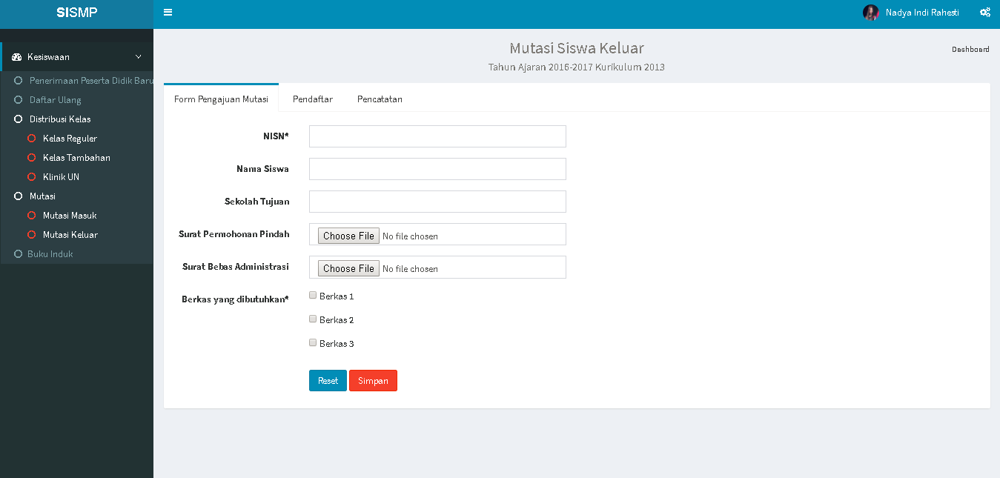 SISMP
Nadya Indi Rahesti
Kesiswaan
Penerimaan Peserta Didik Baru
Daftar Ulang
Distribusi Kelas
Kelas Reguler
Kelas Tambahan
Klinik UN
Mutasi
Mutasi Masuk
Mutasi Keluar
Buku Induk
Mutasi Siswa Keluar
Dashboard
Tahun Ajaran 2016-2017 Kurikulum 2013
Form Pengajuan Mutasi Pendaftar Pencatatan
NISN*
Nama Siswa
Sekolah Tujuan
Surat Permohonan Pindah Choose File No file chosen
Surat Bebas Administrasi Choose File No file chosen
Berkas yang dibutuhkan* Berkas 1
Berkas 2
Berkas 3
Reset Simpan